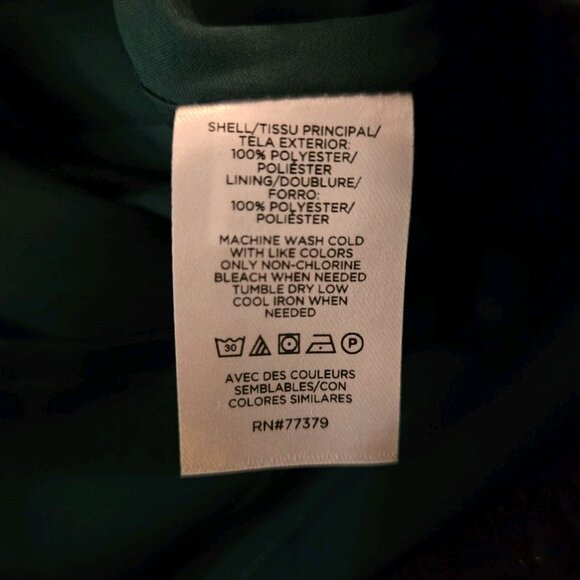 SHELL/TISSU PRINCIPAL/
TELA EXTERIOR:
100% POLYESTER/
POLIÉSTER
LINING/DOUBLURE/
FORRO:
100% POLYESTER/
POLIÉSTER
MACHINE WASH COLD
WITH LIKE COLORS
ONLY NON-CHLORINE
BLEACH WHEN NEEDED
TUMBLE DRY LOW
COOL IRON WHEN
NEEDED
30 P
AVEC DES COULEURS
SEMBLABLES/CON
COLORES SIMILARES
RN#77379